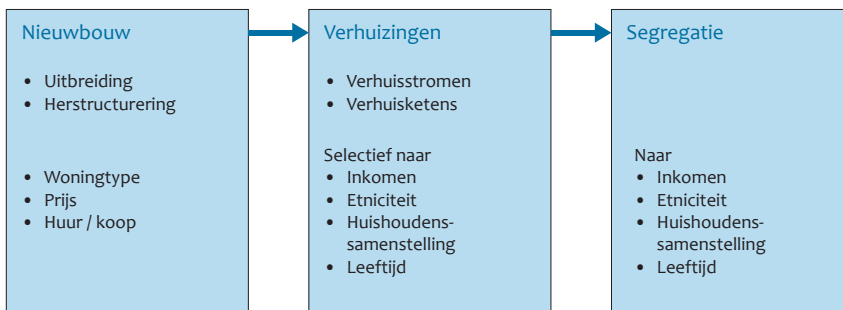 Nieuwbouw
• Uitbreiding
• Herstructurering
• Woningtype
• Prijs
• Huur / koop
Verhuizingen
• Verhuisstromen
• Verhuisketens
Selectief naar
• Inkomen
• Etniciteit
• Huishoudens-
samenstelling
• Leeftijd
Segregatie
Naar
• Inkomen
• Etniciteit
• Huishoudens-
samenstelling
• Leeftijd